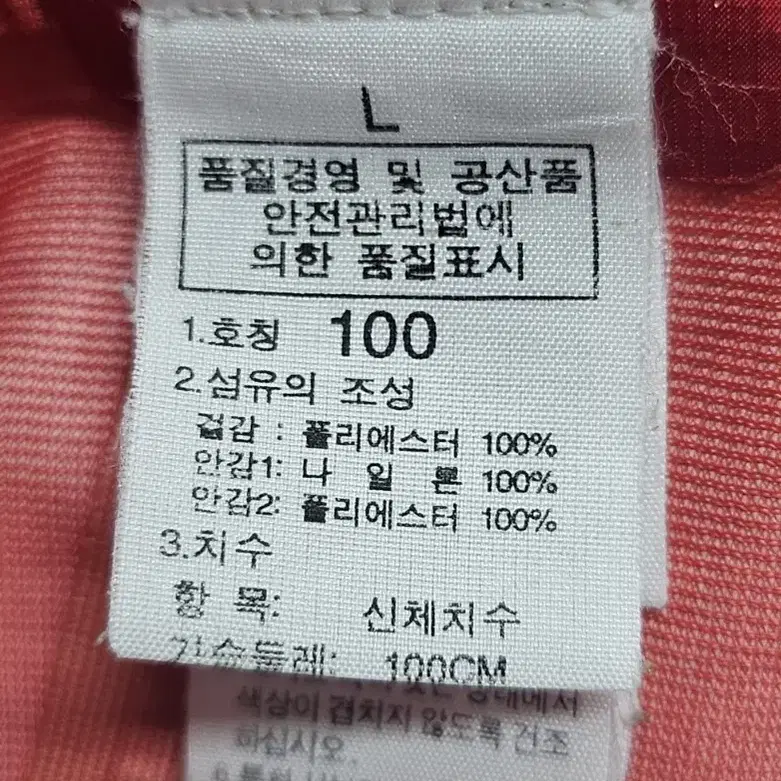 L
품질경영 및 공산품
안전관리법에
의한 품질표시
1.호칭 100
2.섬유의 조성
겉감 : 폴리에스터 100%
안감1: 나 일 론 100%
안감2: 폴리에스터 100%
3.치수
항 목: 신체치수
가슴둘레: 100CM
상태에서
색상이 겹치지 않도록 건조
하십시오.